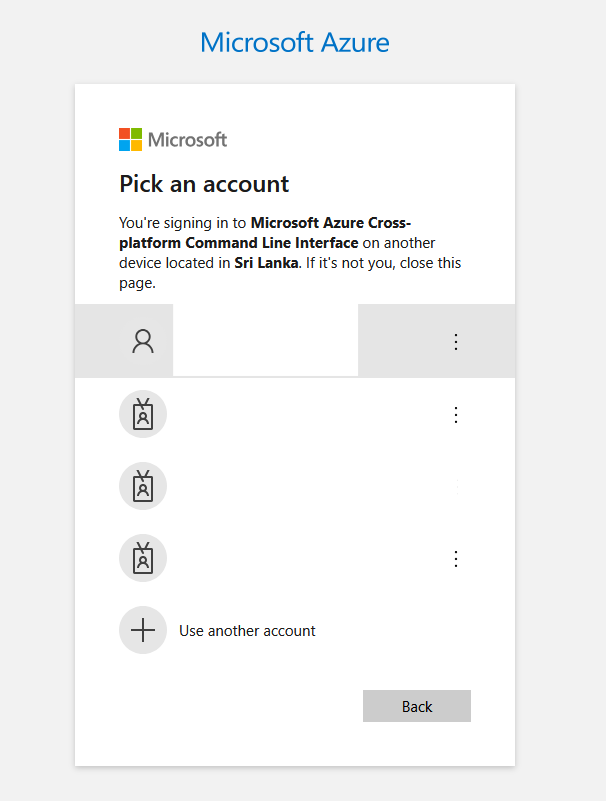 Microsoft Azure
Microsoft
Pick an account
You're signing in to Microsoft Azure Cross-
platform Command Line Interface on another
device located in Sri Lanka. If it's not you, close this
page.
Use another account
Back